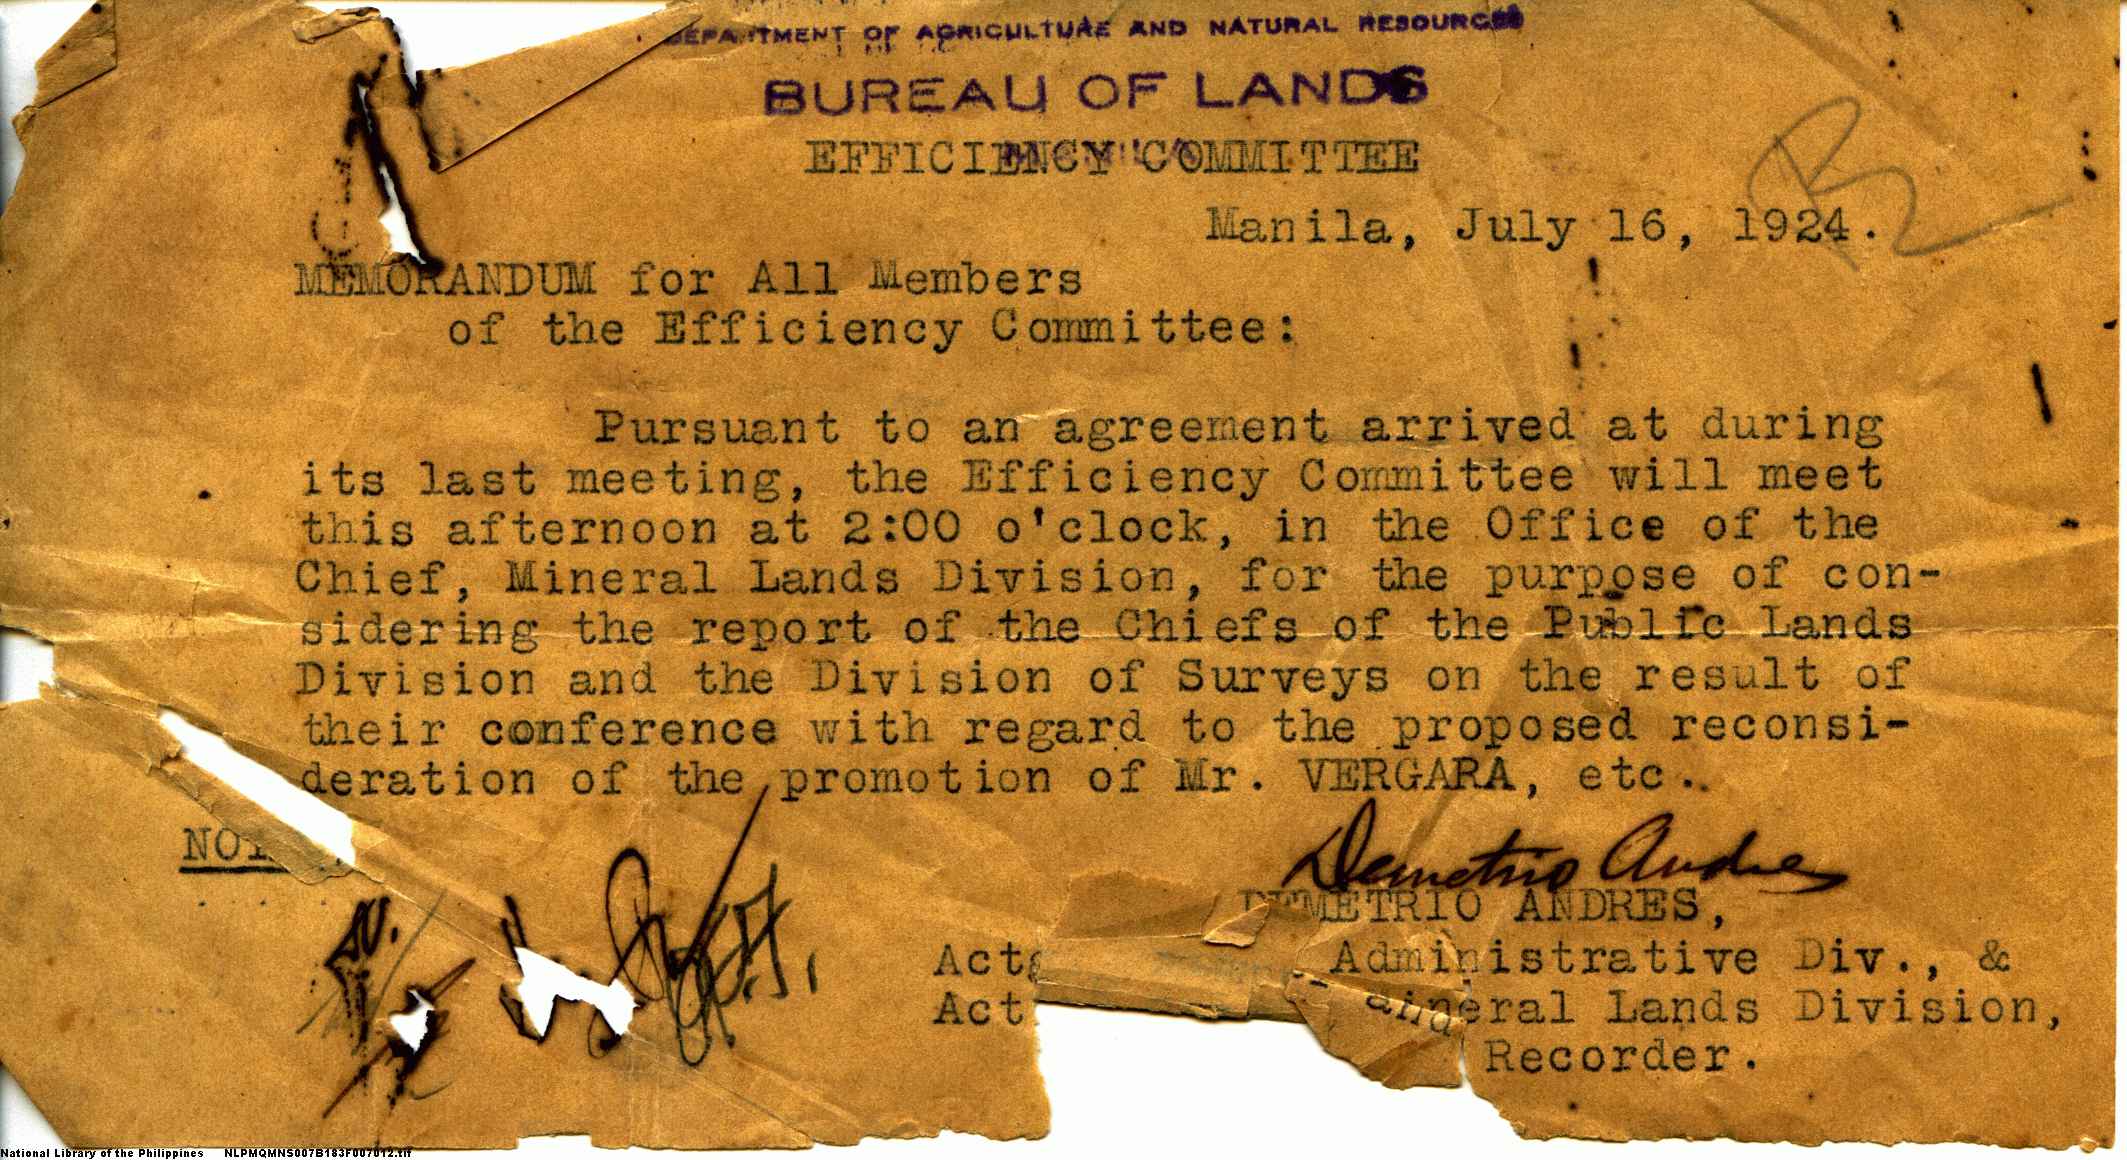 DEPARTMENT OF AGRICULTURE AND NATURAL RESOURCES
BUREAU OF LANDS
EFFICIENCY COMMITTEE
Manila, July 16, 1924.
MEMORANDUM for All Members
of the Efficiency Committee:
Pursuant to an agreement arrived at during
its last meeting, the Efficiency Committee will meet
this afternoon at 2:00 o'clock, in the Office of the
Chief, Mineral Lands Division, for the purpose of con-
sidering the report of the Chiefs of the Public Lands
Division and the Division of Surveys on the result of
their conference with regard to the proposed reconsi-
deration of the promotion of Mr. VERGARA, etc.
Demetrio Andres
DEMETRIO ANDRES,
Administrative Div., &
Lands Division,
Recorder.
National Library of the Philippines NLPMQMNS007B183F007012.tif